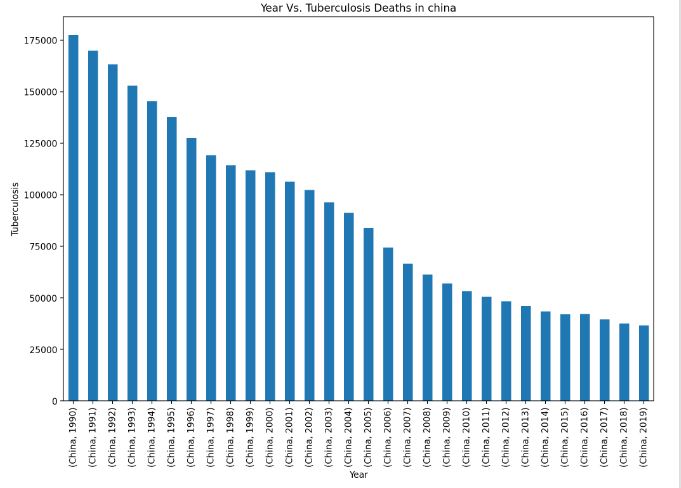 Year Vs. Tuberculosis Deaths in china
Tuberculosis
175000
150000
125000
100000
75000
50000
25000
0
(China, 1990)
(China, 1991)
(China, 1992)
(China, 1993)
(China, 1994)
(China, 1995)
(China, 1996)
(China, 1997)
(China, 1998)
(China, 1999)
(China, 2000)
(China, 2001)
(China, 2002)
(China, 2003)
(China, 2004)
(China, 2005)
(China, 2006)
(China, 2007)
(China, 2008)
(China, 2009)
(China, 2010)
(China, 2011)
(China, 2012)
(China, 2013)
(China, 2014)
(China, 2015)
(China, 2016)
(China, 2017)
(China, 2018)
(China, 2019)
Year